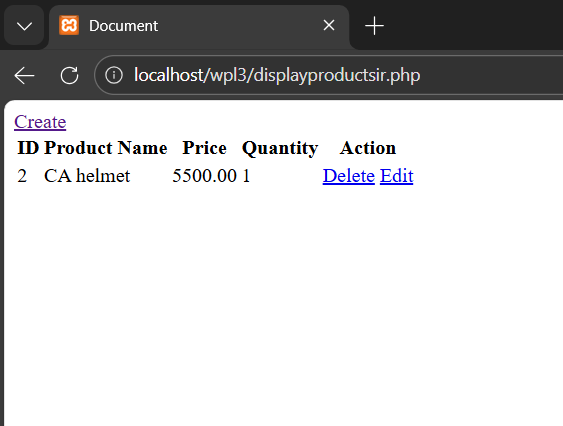 Document
localhost/wpl3/displayproductsir.php
Create
ID Product Name Price Quantity Action
2 CA helmet 5500.00 1 Delete Edit